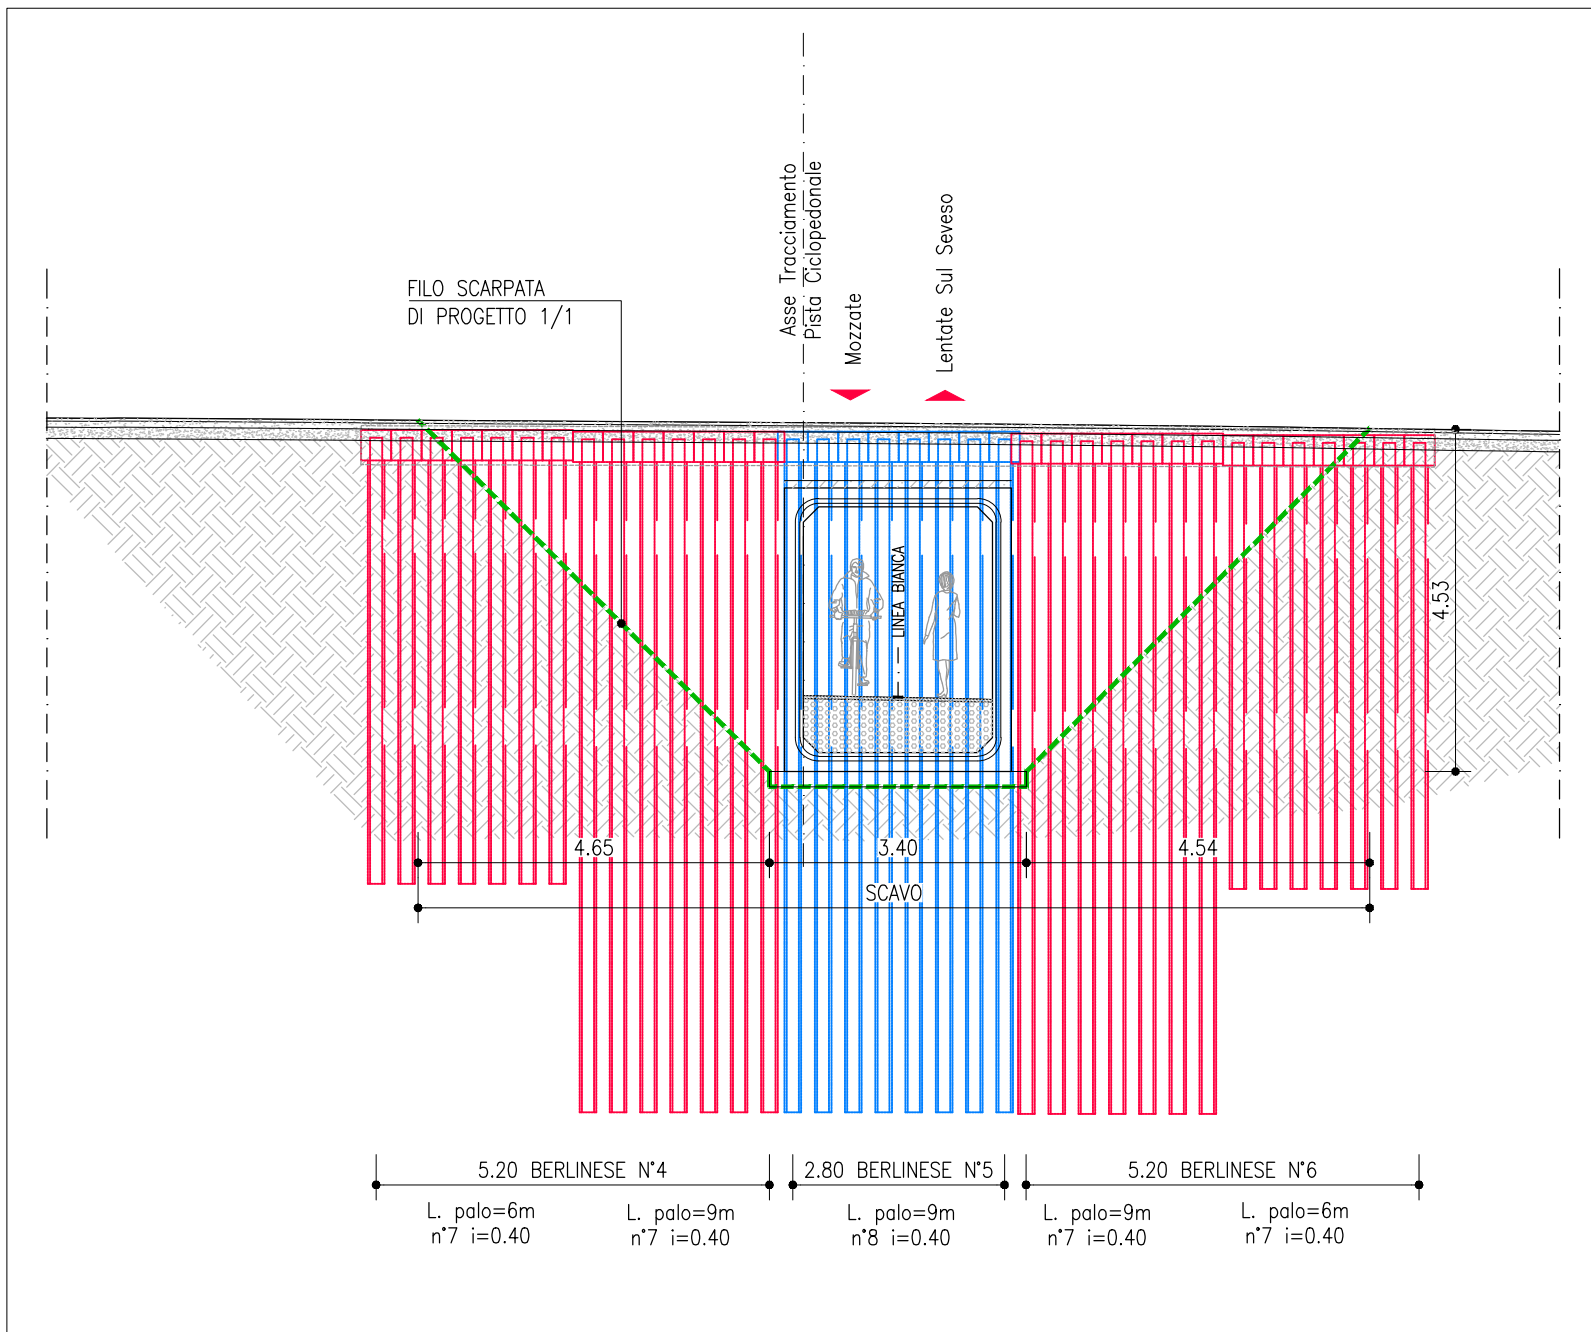 Asse Tracciamento
Pista Ciclopedonale
Mozzate
Lentate Sul Seveso
FILO SCARPATA
DI PROGETTO 1/1
LINEA BIANCA
4.53
4.65
3.40
4.54
SCAVO
5.20 BERLINESE N°4
2.80 BERLINESE N°5
5.20 BERLINESE N°6
L. palo=6m
n°7 i=0.40
L. palo=9m
n°7 i=0.40
L. palo=9m
n°8 i=0.40
L. palo=9m
n°7 i=0.40
L. palo=6m
n°7 i=0.40